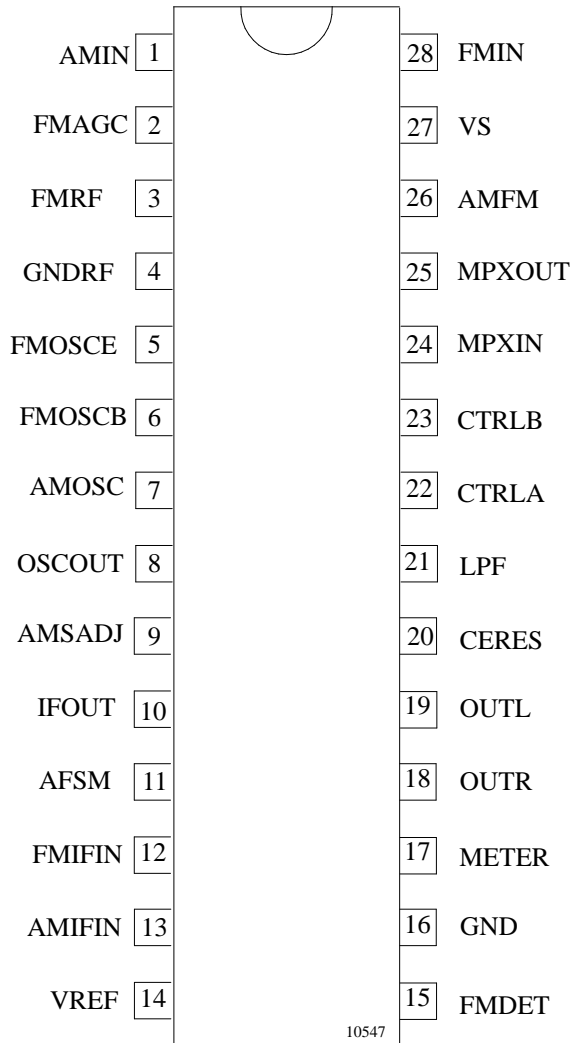 AMIN 1 28 FMIN
FMAGC 2 27 VS
FMRF 3 26 AMFM
GNDRF 4 25 MPXOUT
FMOSCE 5 24 MPXIN
FMOSCB 6 23 CTRLB
AMOSC 7 22 CTRLA
OSCOUT 8 21 LPF
AMSADJ 9 20 CERES
IFOUT 10 19 OUTL
AFSM 11 18 OUTR
FMIFIN 12 17 METER
AMIFIN 13 16 GND
VREF 14 15 FMDET
10547